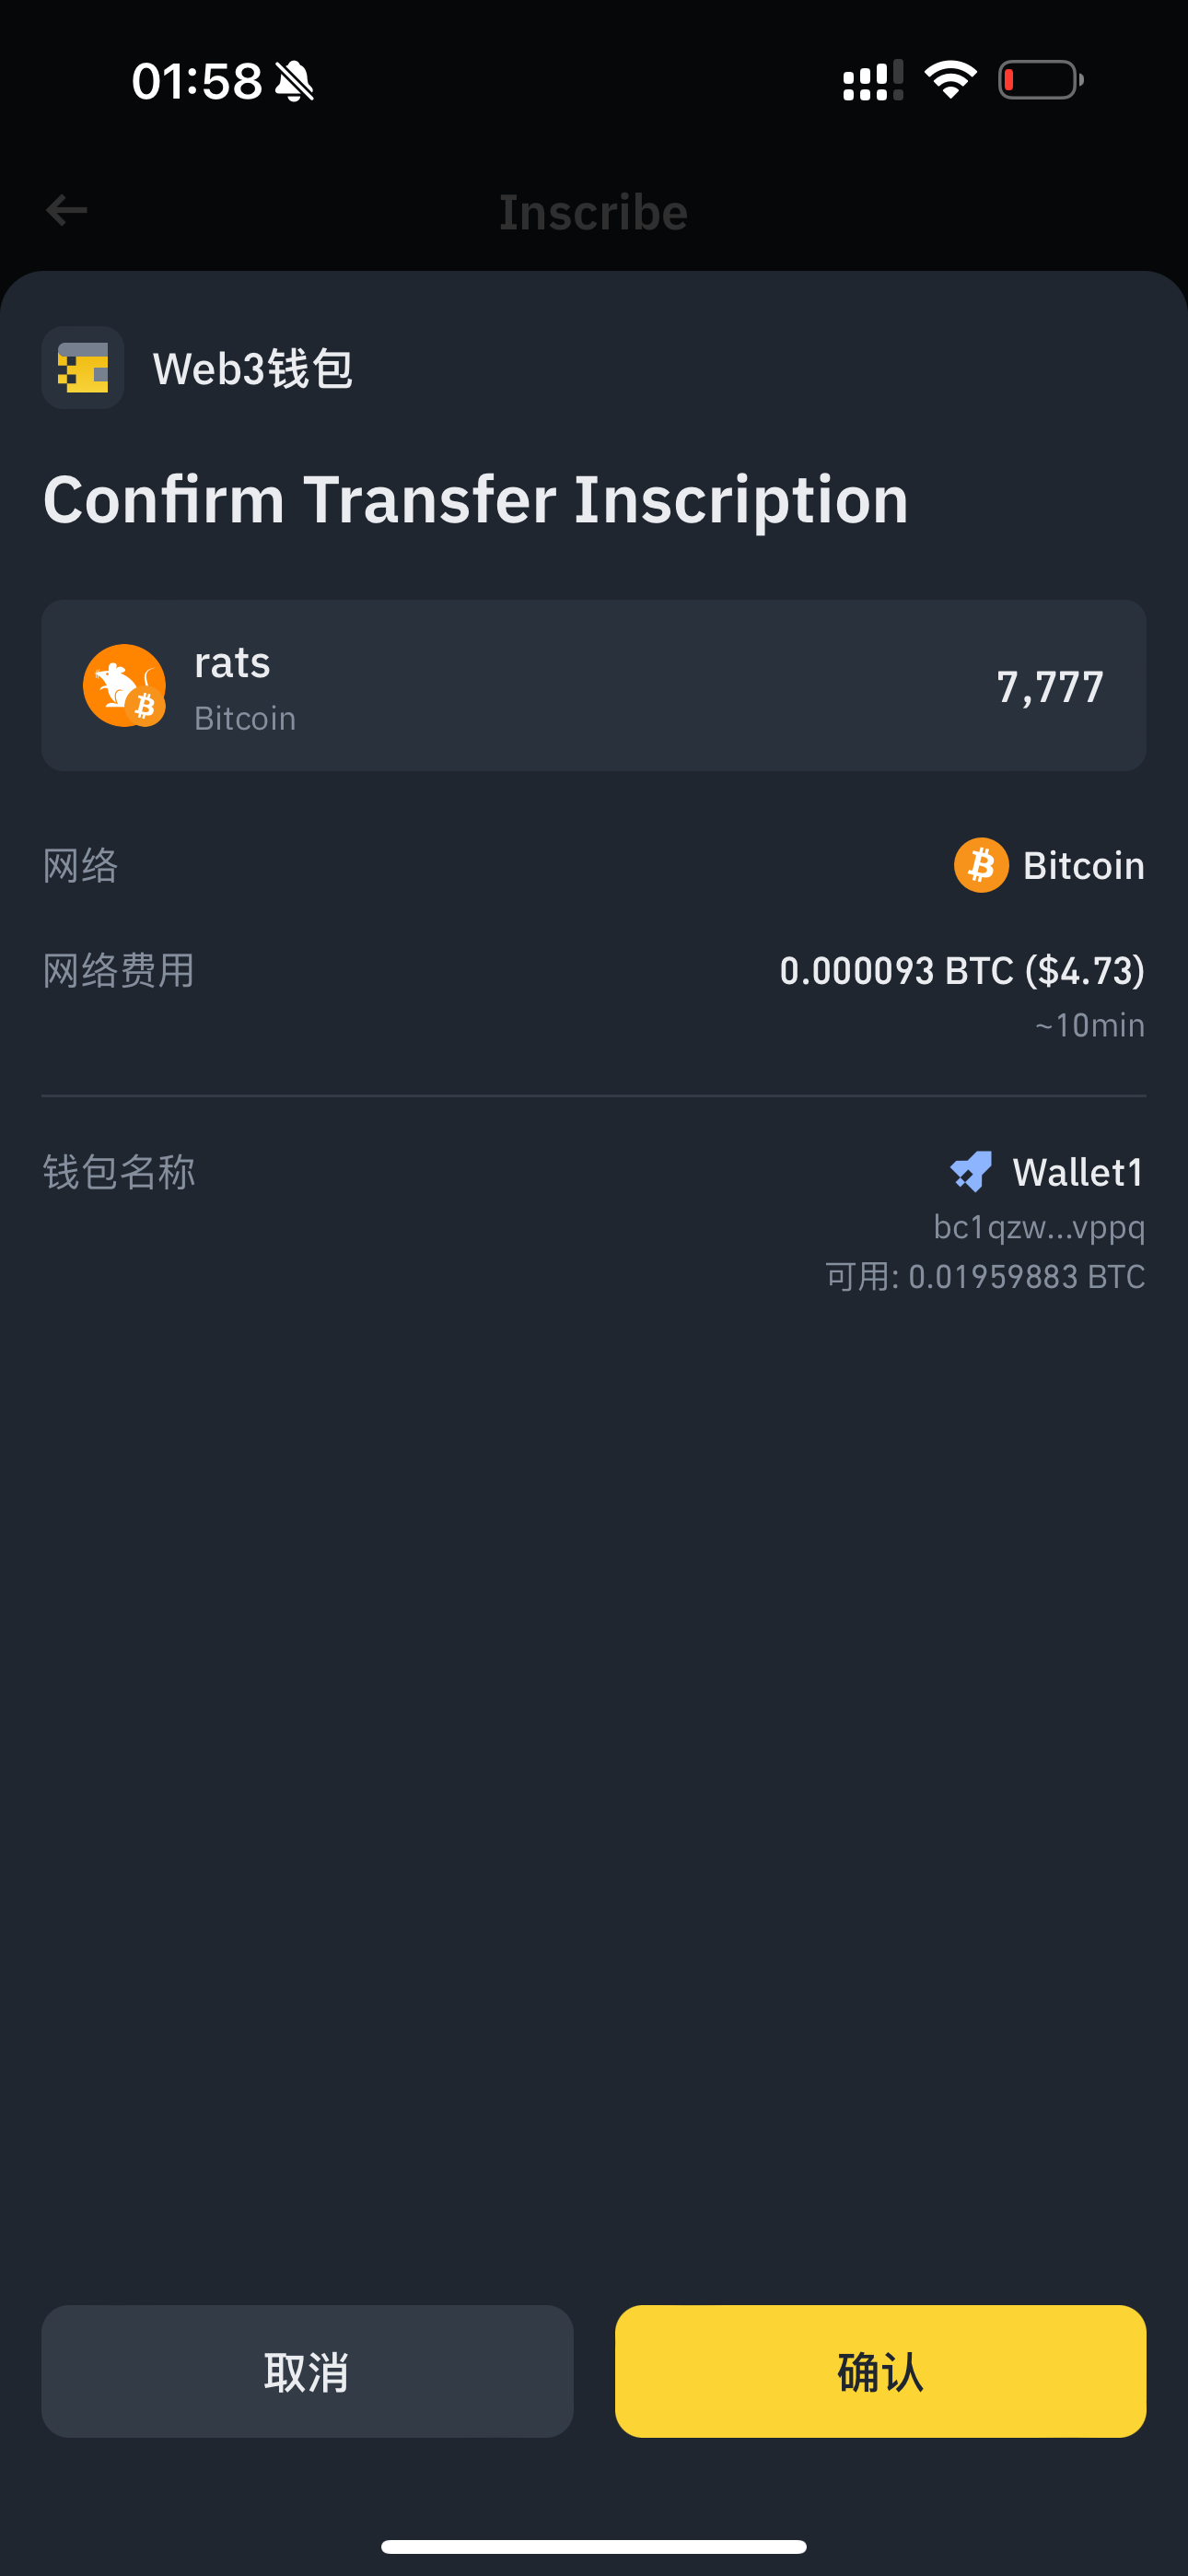 01:58
Inscribe
Web3钱包
Confirm Transfer Inscription
rats
Bitcoin
7,777
网络
Bitcoin
网络费用
0.000093 BTC ($4.73)
~10min
钱包名称
Wallet1
bc1qzw...vppq
可用: 0.01959883 BTC
取消
确认